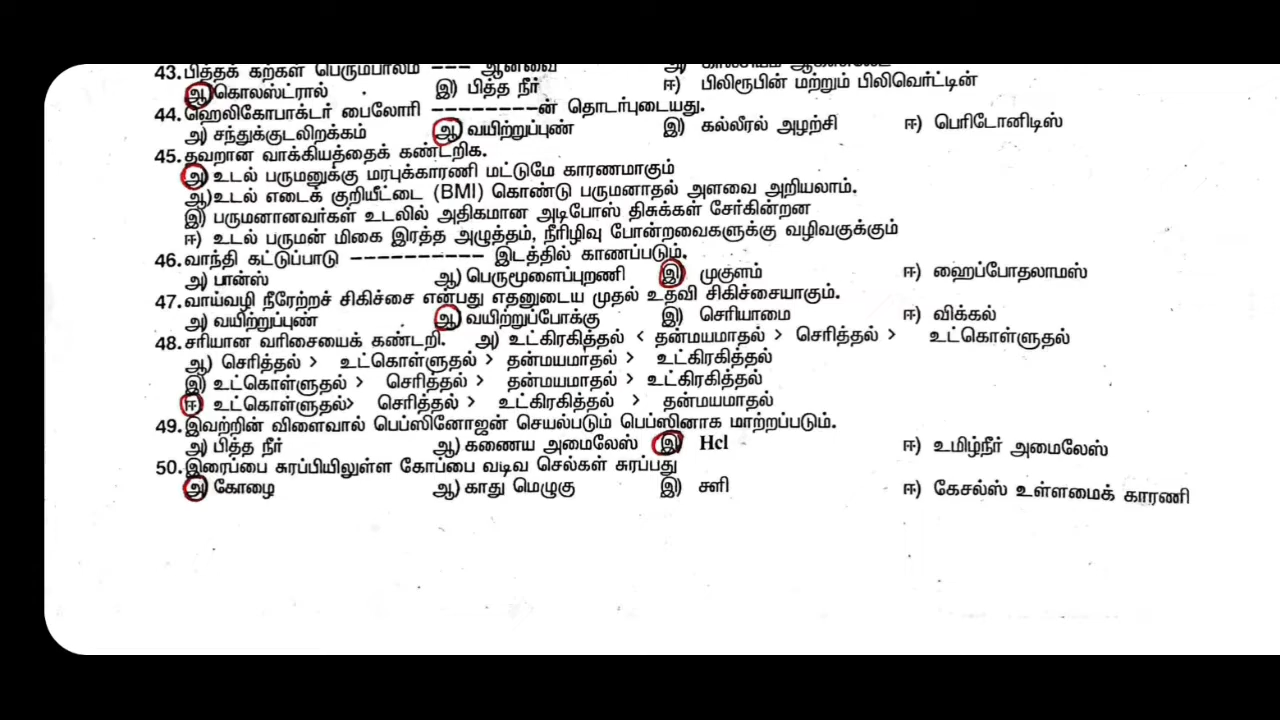 43.பித்தக் கற்கள் பெரும்பாலும் --- ஆனவை
ஆ) கொலஸ்ட்ரால் இ) பித்த நீர் ஈ) பிலிரூபின் மற்றும் பிலிவெர்ட்டின்
44.ஹெலிகோபாக்டர் பைலோரி ---------ன் தொடர்புடையது.
அ) சந்துக்குடலிறக்கம் ஆ) வயிற்றுப்புண் இ) கல்லீரல் அழற்சி ஈ) பெரிடோனிடிஸ்
45.தவறான வாக்கியத்தைக் கண்டறிக.
அ) உடல் பருமனுக்கு மரபுக்காரணி மட்டுமே காரணமாகும்
ஆ)உடல் எடைக் குறியீட்டை (BMI) கொண்டு பருமனாதல் அளவை அறியலாம்.
இ) பருமனானவர்கள் உடலில் அதிகமான அடிபோஸ் திசுக்கள் சேர்கின்றன
ஈ) உடல் பருமன் மிகை இரத்த அழுத்தம், நீரிழிவு போன்றவைகளுக்கு வழிவகுக்கும்
46.வாந்தி கட்டுப்பாடு ----------- இடத்தில் காணப்படும்.
அ) பான்ஸ் ஆ) பெருமூளைப்புறணி இ) முகுளம் ஈ) ஹைப்போதலாமஸ்
47.வாய்வழி நீரேற்றச் சிகிச்சை என்பது எதனுடைய முதல் உதவி சிகிச்சையாகும்.
அ) வயிற்றுப்புண் ஆ) வயிற்றுப்போக்கு இ) செரியாமை ஈ) விக்கல்
48.சரியான வரிசையைக் கண்டறி. அ) உட்கிரகித்தல் < தன்மயமாதல் > செரித்தல் > உட்கொள்ளுதல்
ஆ) செரித்தல் > உட்கொள்ளுதல் > தன்மயமாதல் > உட்கிரகித்தல்
இ) உட்கொள்ளுதல் > செரித்தல் > தன்மயமாதல் > உட்கிரகித்தல்
ஈ) உட்கொள்ளுதல்> செரித்தல் > உட்கிரகித்தல் > தன்மயமாதல்
49.இவற்றின் விளைவால் பெப்ஸினோஜன் செயல்படும் பெப்ஸினாக மாற்றப்படும்.
அ) பித்த நீர் ஆ) கணைய அமைலேஸ் இ) Hcl ஈ) உமிழ்நீர் அமைலேஸ்
50.இரைப்பை சுரப்பியிலுள்ள கோப்பை வடிவ செல்கள் சுரப்பது
அ) கோழை ஆ) காது மெழுகு இ) சளி ஈ) கேசல்ஸ் உள்ளமைக் காரணி